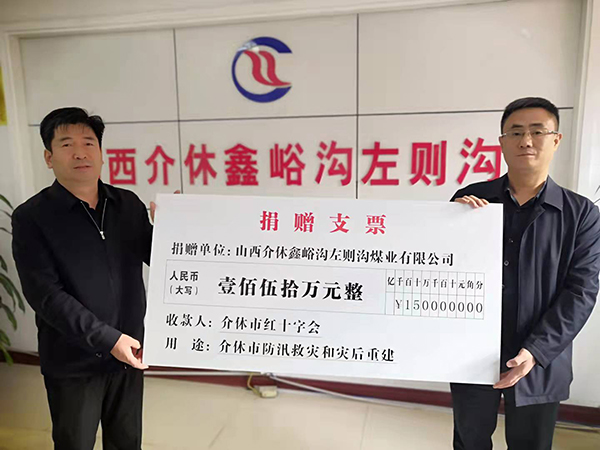 西介休鑫峪沟左则沟
捐赠支票
捐赠单位:山西介休鑫峪沟左则沟煤业有限公司
人民币
(大写)
壹佰伍拾万元整
亿千百十万千百十元角分
¥150000000
收款人:介休市红十字会
用 途:介休市防汛救灾和灾后重建